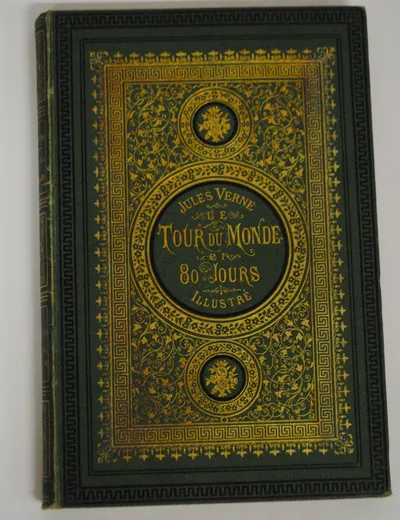 JULES VERNE
LE
TOUR DU MONDE
EN
80 JOURS
ILLUSTRÉ